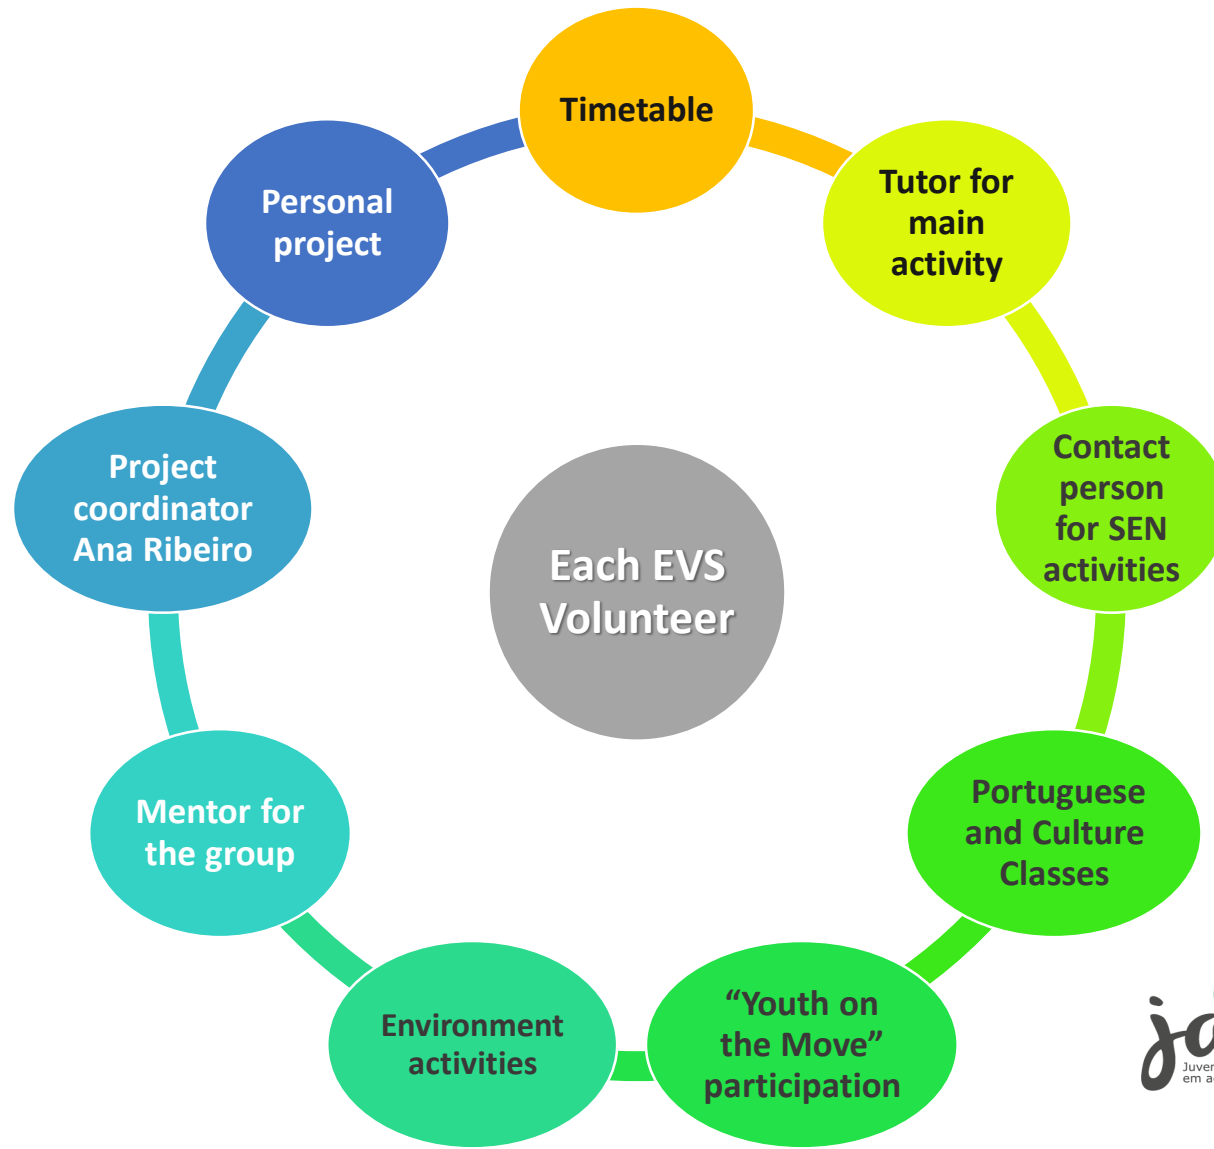 Timetable
Tutor for
main
activity
Contact
person
for SEN
activities
Portuguese
and Culture
Classes
“Youth on
the Move”
participation
Environment
activities
Mentor for
the group
Project
coordinator
Ana Ribeiro
Personal
project
Each EVS
Volunteer
em